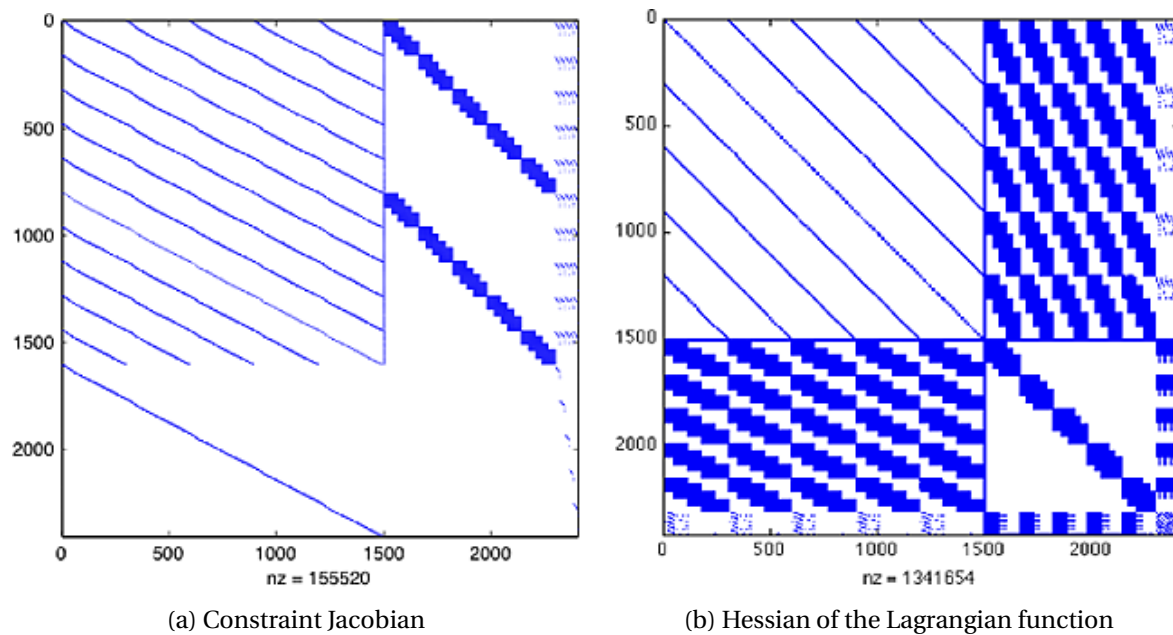 0
500
1000
1500
2000
0 500 1000 1500 2000
nz = 155520
(a) Constraint Jacobian
0
500
1000
1500
2000
0 500 1000 1500 2000
nz = 1341654
(b) Hessian of the Lagrangian function